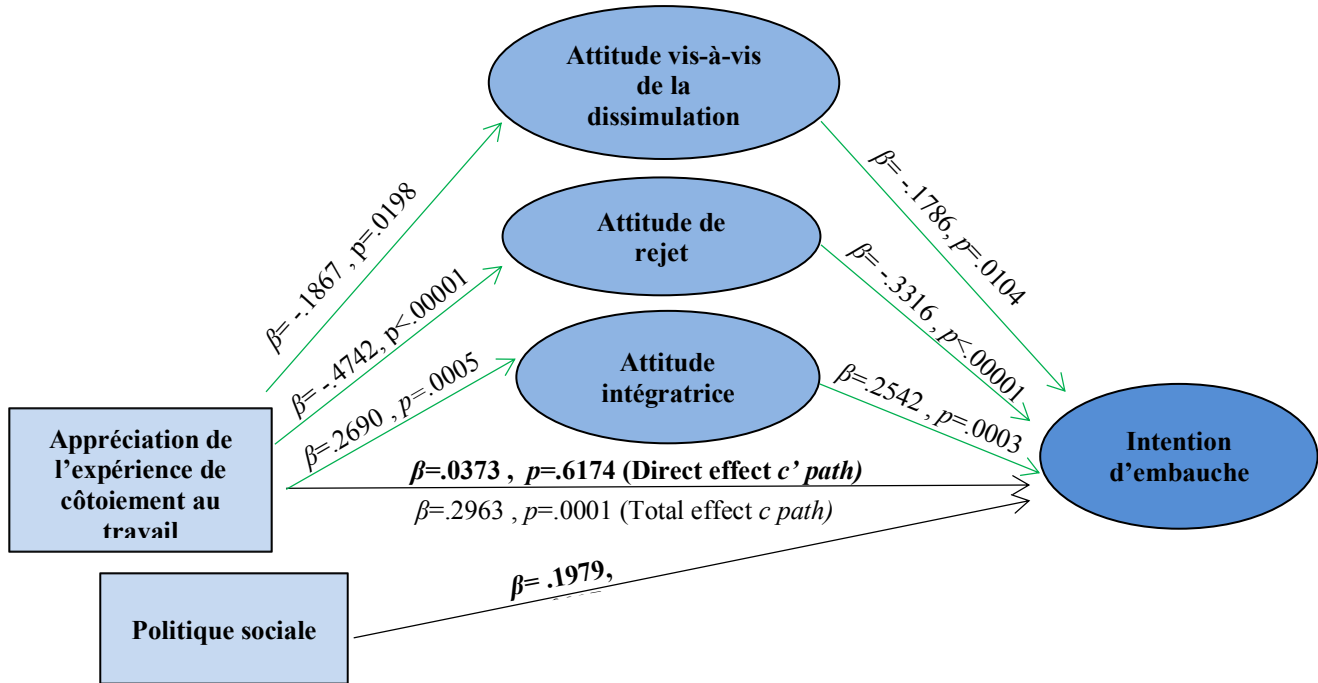 Attitude vis-à-vis
de la
dissimulation
β= -.1867 , p=.0198
β= -.1786, p=.0104
Attitude de
rejet
β= -.4742, p<.00001
β= -.3316 , p<.00001
Attitude
intégratrice
β=.2690 , p=.0005
β=.2542 , p=.0003
Appréciation de
l’expérience de
côtoiement au
travail
β=.0373 , p=.6174 (Direct effect c’ path)
β=.2963 , p=.0001 (Total effect c path)
Intention
d’embauche
β= .1979,
Politique sociale